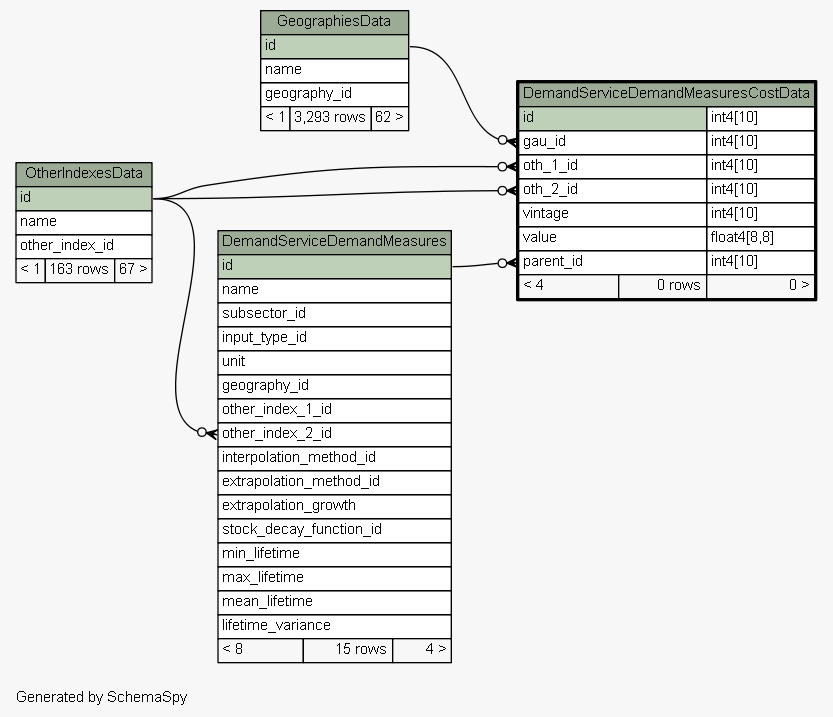 GeographiesData
id
name
geography_id
< 1 3,293 rows 62 >
DemandServiceDemandMeasuresCostData
id int4[10]
gau_id int4[10]
oth_1_id int4[10]
oth_2_id int4[10]
vintage int4[10]
value float4[8,8]
parent_id int4[10]
< 4 0 rows 0 >
OtherIndexesData
id
name
other_index_id
< 1 163 rows 67 >
DemandServiceDemandMeasures
id
name
subsector_id
input_type_id
unit
geography_id
other_index_1_id
other_index_2_id
interpolation_method_id
extrapolation_method_id
extrapolation_growth
stock_decay_function_id
min_lifetime
max_lifetime
mean_lifetime
lifetime_variance
< 8 15 rows 4 >
Generated by SchemaSpy